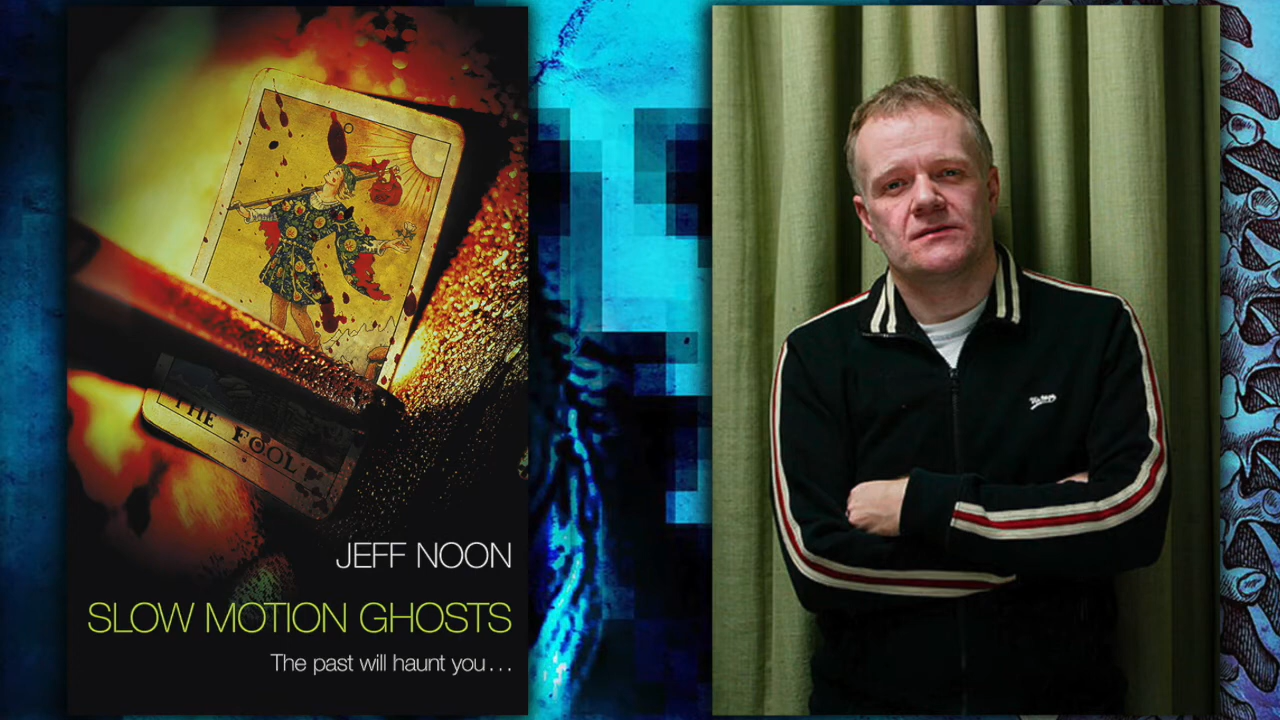 THE FOOL
JEFF NOON
SLOW MOTION GHOSTS
The past will haunt you...